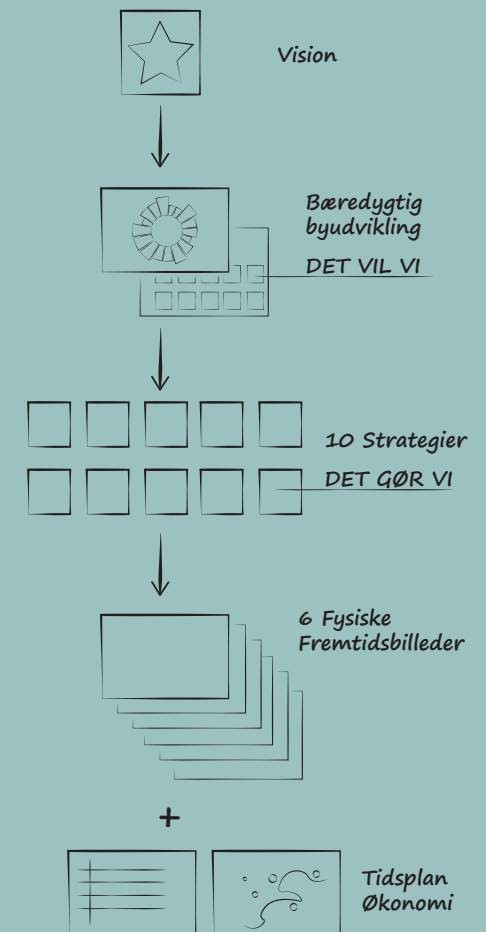 Vision
Bæredygtig
byudvikling
DET VIL VI
10 Strategier
DET GØR VI
6 Fysiske
Fremtidsbilleder
+
Tidsplan
Økonomi